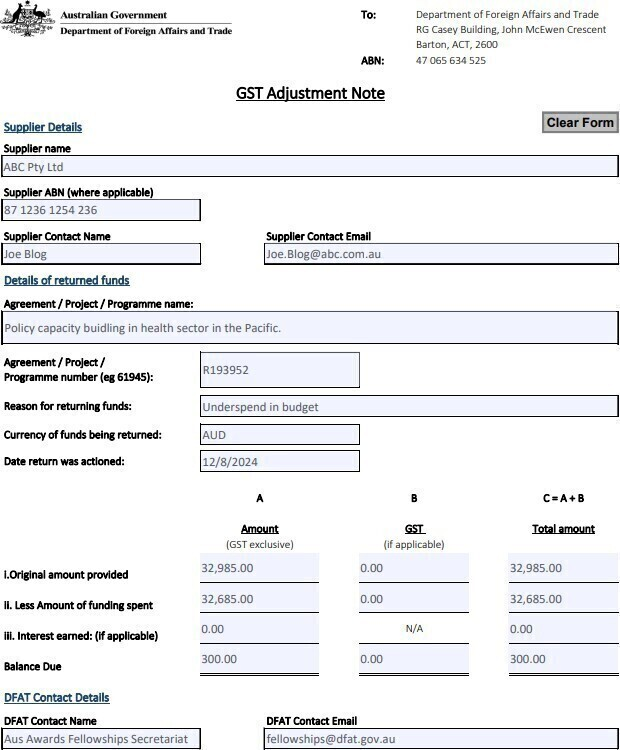 Australian Government
Department of Foreign Affairs and Trade
To: Department of Foreign Affairs and Trade
RG Casey Building, John McEwen Crescent
Barton, ACT, 2600
ABN: 47 065 634 525
GST Adjustment Note
Clear Form
Supplier Details
Supplier name
ABC Pty Ltd
Supplier ABN (where applicable)
87 1236 1254 236
Supplier Contact Name Supplier Contact Email
Joe Blog Joe.Blog@abc.com.au
Details of returned funds
Agreement / Project / Programme name:
Policy capacity buidling in health sector in the Pacific.
Agreement / Project /
Programme number (eg 61945): R193952
Reason for returning funds: Underspend in budget
Currency of funds being returned: AUD
Date return was actioned: 12/8/2024
A B C = A + B
Amount GST Total amount
(GST exclusive) (if applicable)
i.Original amount provided 32,985.00 0.00 32,985.00
ii. Less Amount of funding spent 32,685.00 0.00 32,685.00
iii. Interest earned: (if applicable) 0.00 N/A 0.00
Balance Due 300.00 0.00 300.00
DFAT Contact Details
DFAT Contact Name DFAT Contact Email
Aus Awards Fellowships Secretariat fellowships@dfat.gov.au